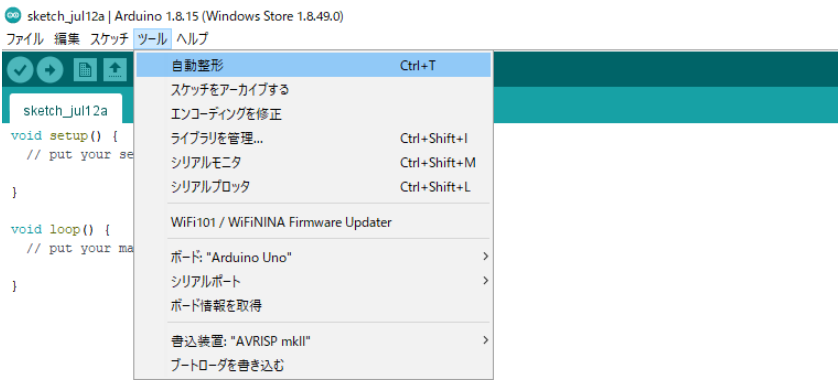 sketch_jul12a | Arduino 1.8.15 (Windows Store 1.8.49.0)
ファイル 編集 スケッチ ツール ヘルプ
sketch_jul12a
自動整形 Ctrl+T
スケッチをアーカイブする
エンコーディングを修正
ライブラリを管理... Ctrl+Shift+I
シリアルモニタ Ctrl+Shift+M
シリアルプロッタ Ctrl+Shift+L
WiFi101 / WiFiNINA Firmware Updater
ボード: "Arduino Uno"
シリアルポート
ボード情報を取得
書込装置: "AVRISP mkII"
ブートローダを書き込む
void setup() {
// put your se
}
void loop() {
// put your ma
}